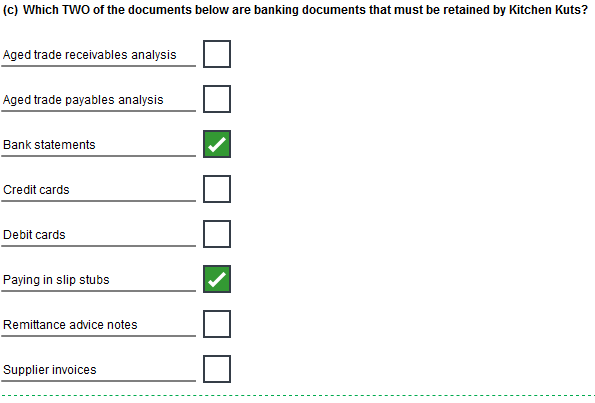 (c) Which TWO of the documents below are banking documents that must be retained by Kitchen Kuts?
Aged trade receivables analysis
Aged trade payables analysis
Bank statements
Credit cards
Debit cards
Paying in slip stubs
Remittance advice notes
Supplier invoices